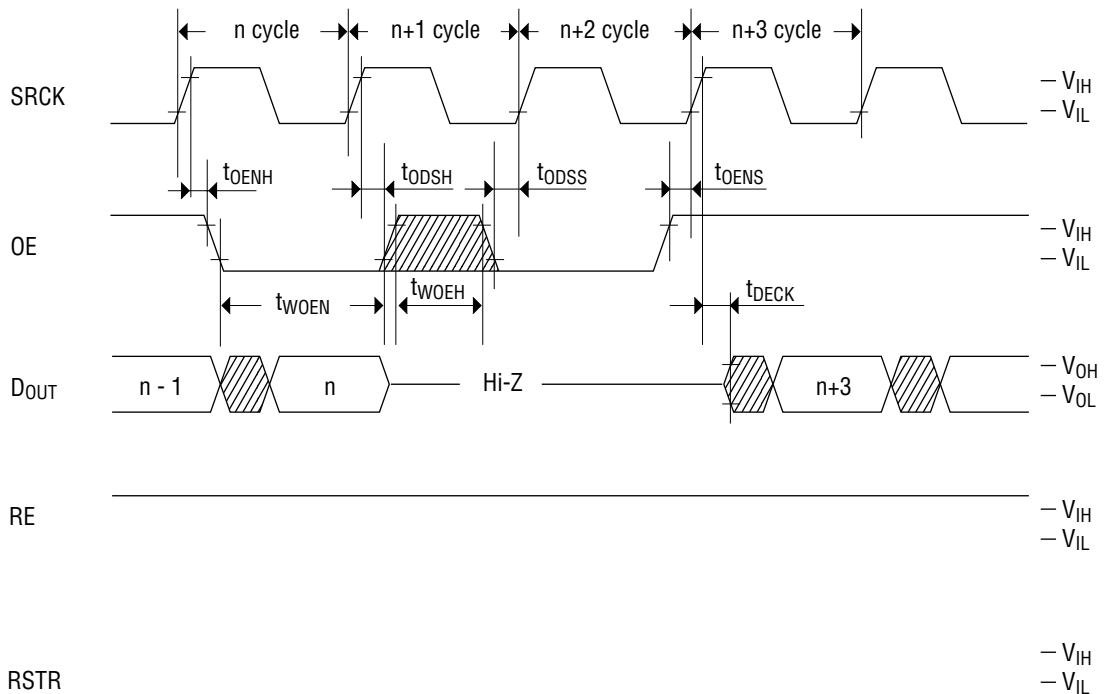 n cycle n+1 cycle n+2 cycle n+3 cycle
SRCK
– VIH
– VIL
tOENH tODSH tODSS tOENS
OE
– VIH
– VIL
tWOEN tWOEH tDECK
DOUT
n - 1 n Hi-Z n+3
– VOH
– VOL
RE
– VIH
– VIL
RSTR
– VIH
– VIL